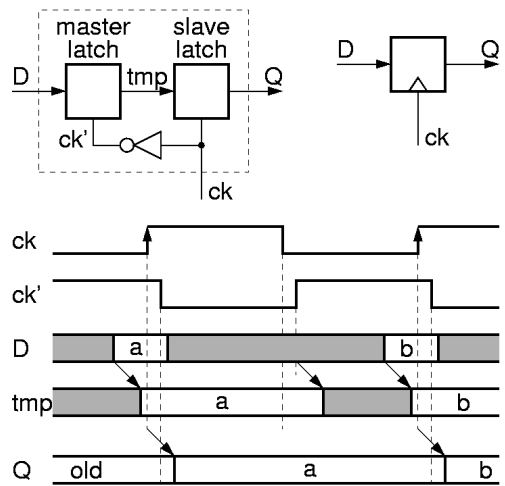 master slave
latch latch
D tmp Q
ck'
ck
D Q
ck
ck
ck'
D a b
tmp a b
Q old a b